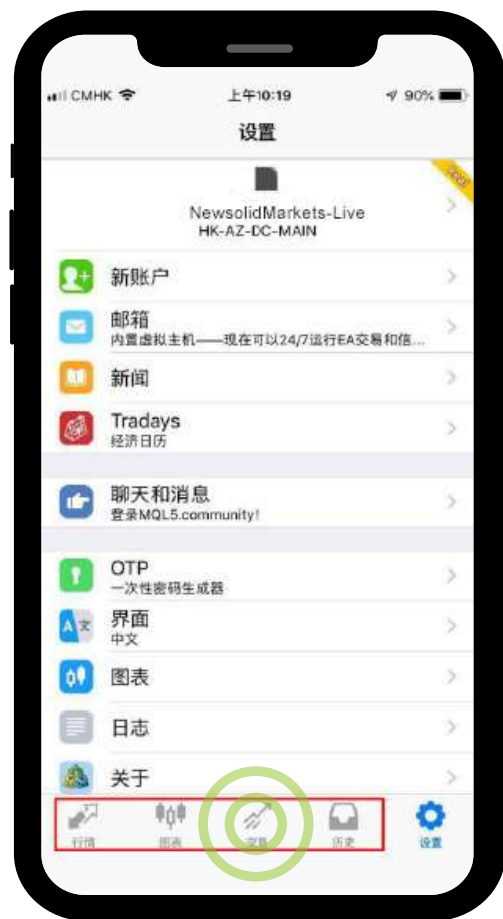 CMHK 上午10:19 90%
设置
NewsolidMarkets-Live
HK-AZ-DC-MAIN
新账户
邮箱
内置虚拟主机——现在可以24/7运行EA交易和信...
新闻
Tradays
经济日历
聊天和消息
登录MQL5.community!
OTP
一次性密码生成器
界面
中文
图表
日志
关于
行情 图表 交易 历史 设置